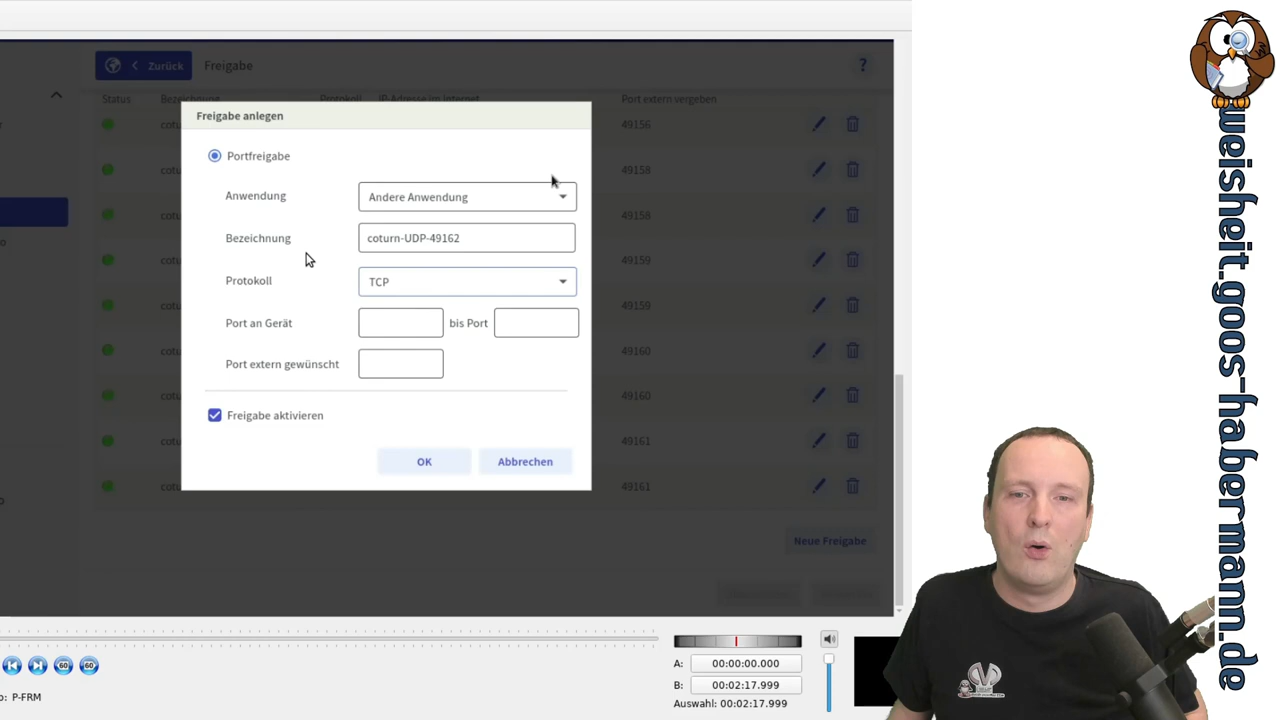 Zurück
Freigabe
?
Status
Bezeichnung
Protokoll
IP-Adresse im Internet
Port extern vergeben
49156
49158
49158
49159
49159
49160
49160
49161
49161
Neue Freigabe
Freigabe anlegen
Portfreigabe
Anwendung
Andere Anwendung
Bezeichnung
coturn-UDP-49162
Protokoll
TCP
Port an Gerät
bis Port
Port extern gewünscht
Freigabe aktivieren
OK
Abbrechen
60
60
P-FRM
A:
00:00:00.000
B:
00:02:17.999
Auswahl: 00:02:17.999
weisheit.goos-habermann.de